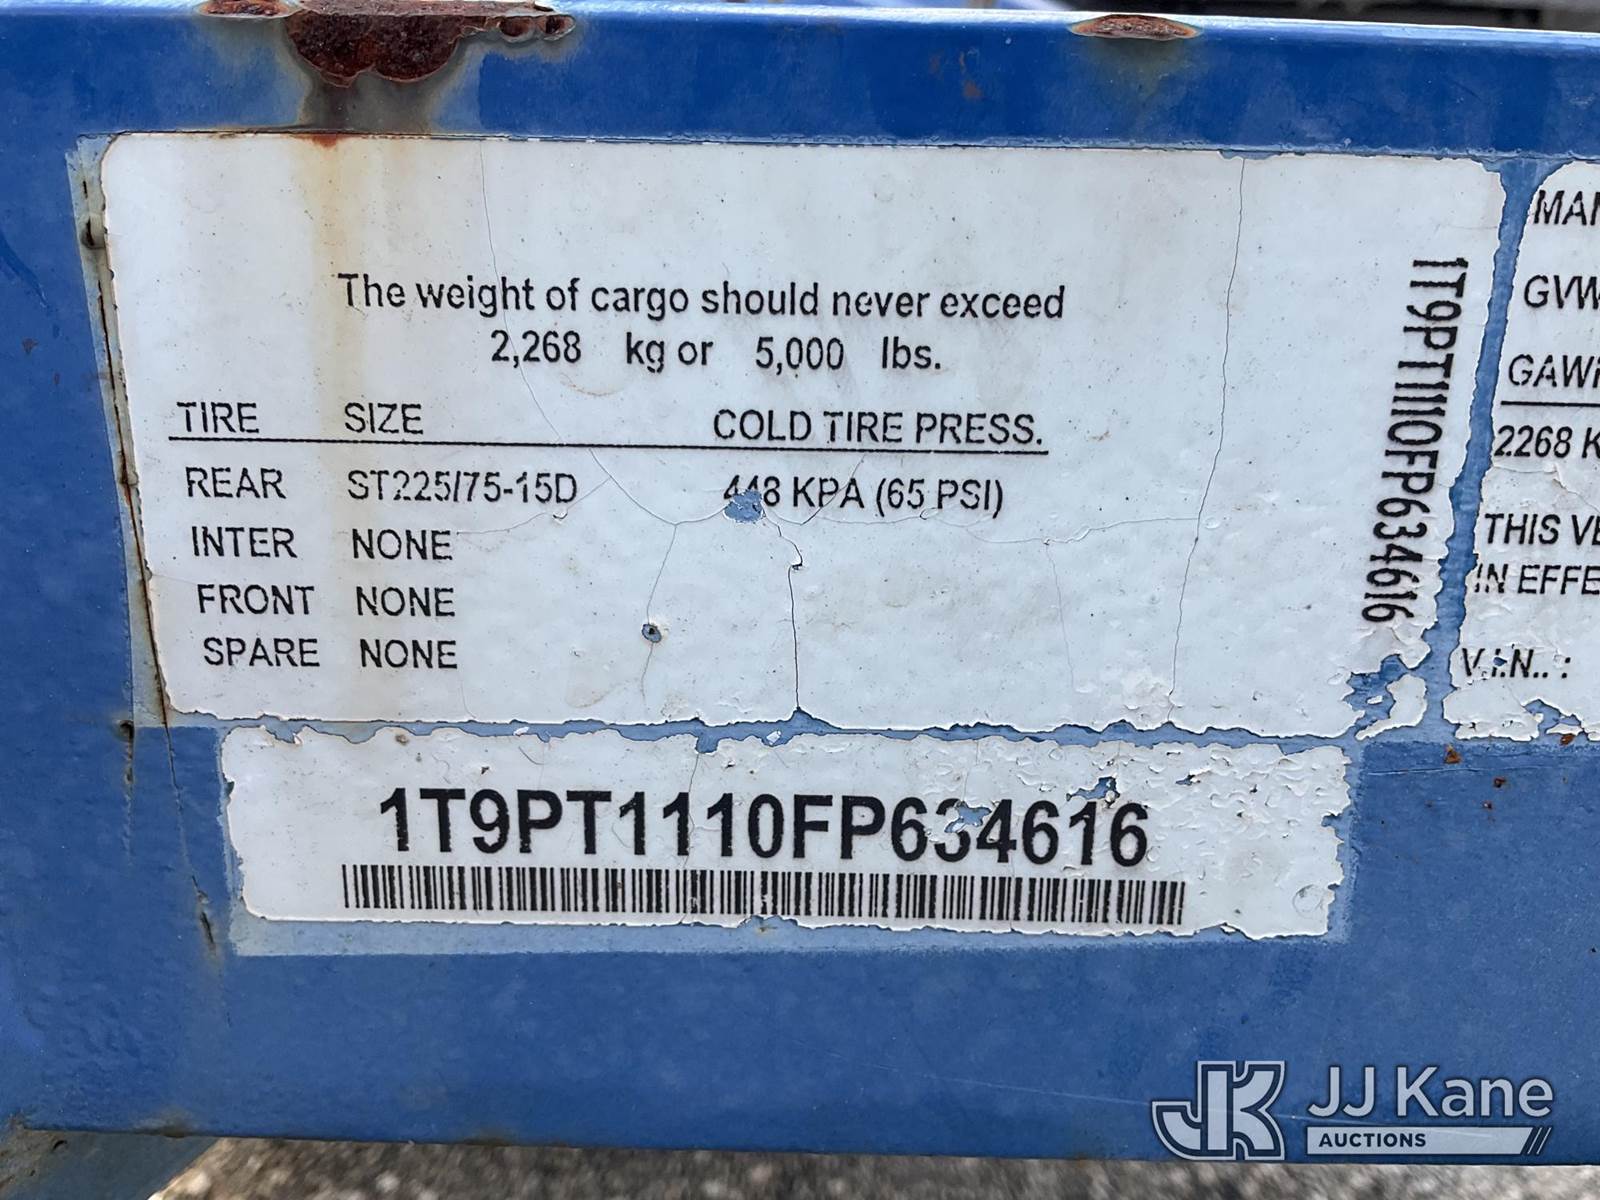 The weight of cargo should never exceed
2,268 kg or 5,000 lbs.
TIRE SIZE COLD TIRE PRESS.
REAR ST225/75-15D 448 KPA (65 PSI)
INTER NONE
FRONT NONE
SPARE NONE
1T9PT1110FP634616
1T9PT1110FP634616
2268 K
THIS VE
IN EFFE
V.I.N.. :
MAN
GVW
GAW
JJ Kane
AUCTIONS